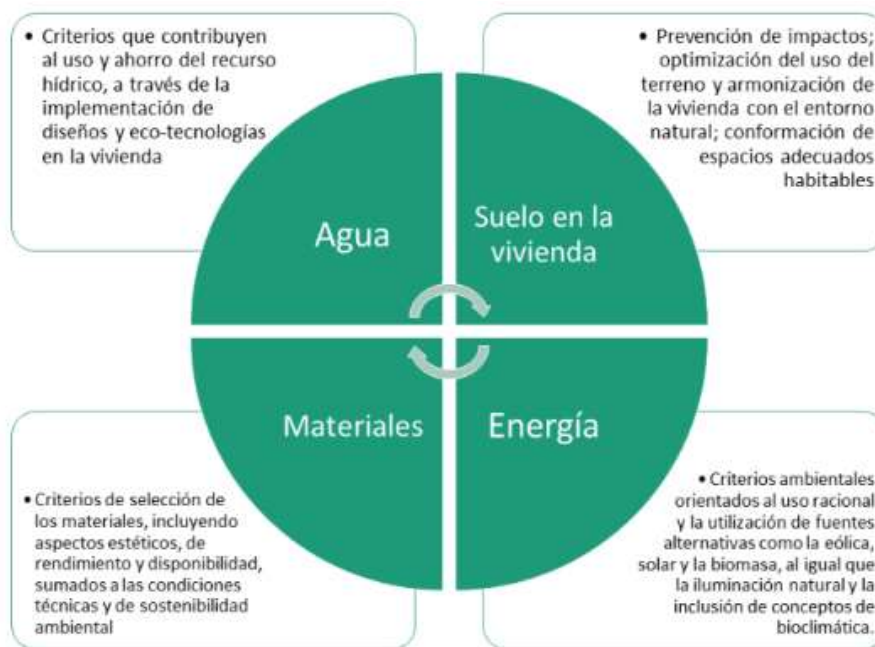 • Criterios que contribuyen
al uso y ahorro del recurso
hídrico, a través de la
implementación de
diseños y eco-tecnologías
en la vivienda
• Prevención de impactos;
optimización del uso del
terreno y armonización de
la vivienda con el entorno
natural; conformación de
espacios adecuados
habitables
Agua
Suelo en la
vivienda
Materiales
Energía
• Criterios de selección de
los materiales, incluyendo
aspectos estéticos, de
rendimiento y disponibilidad,
sumados a las condiciones
técnicas y de sostenibilidad
ambiental
• Criterios ambientales
orientados al uso racional
y la utilización de fuentes
alternativas como la eólica,
solar y la biomasa, al igual que
la iluminación natural y la
inclusión de conceptos de
bioclimática.